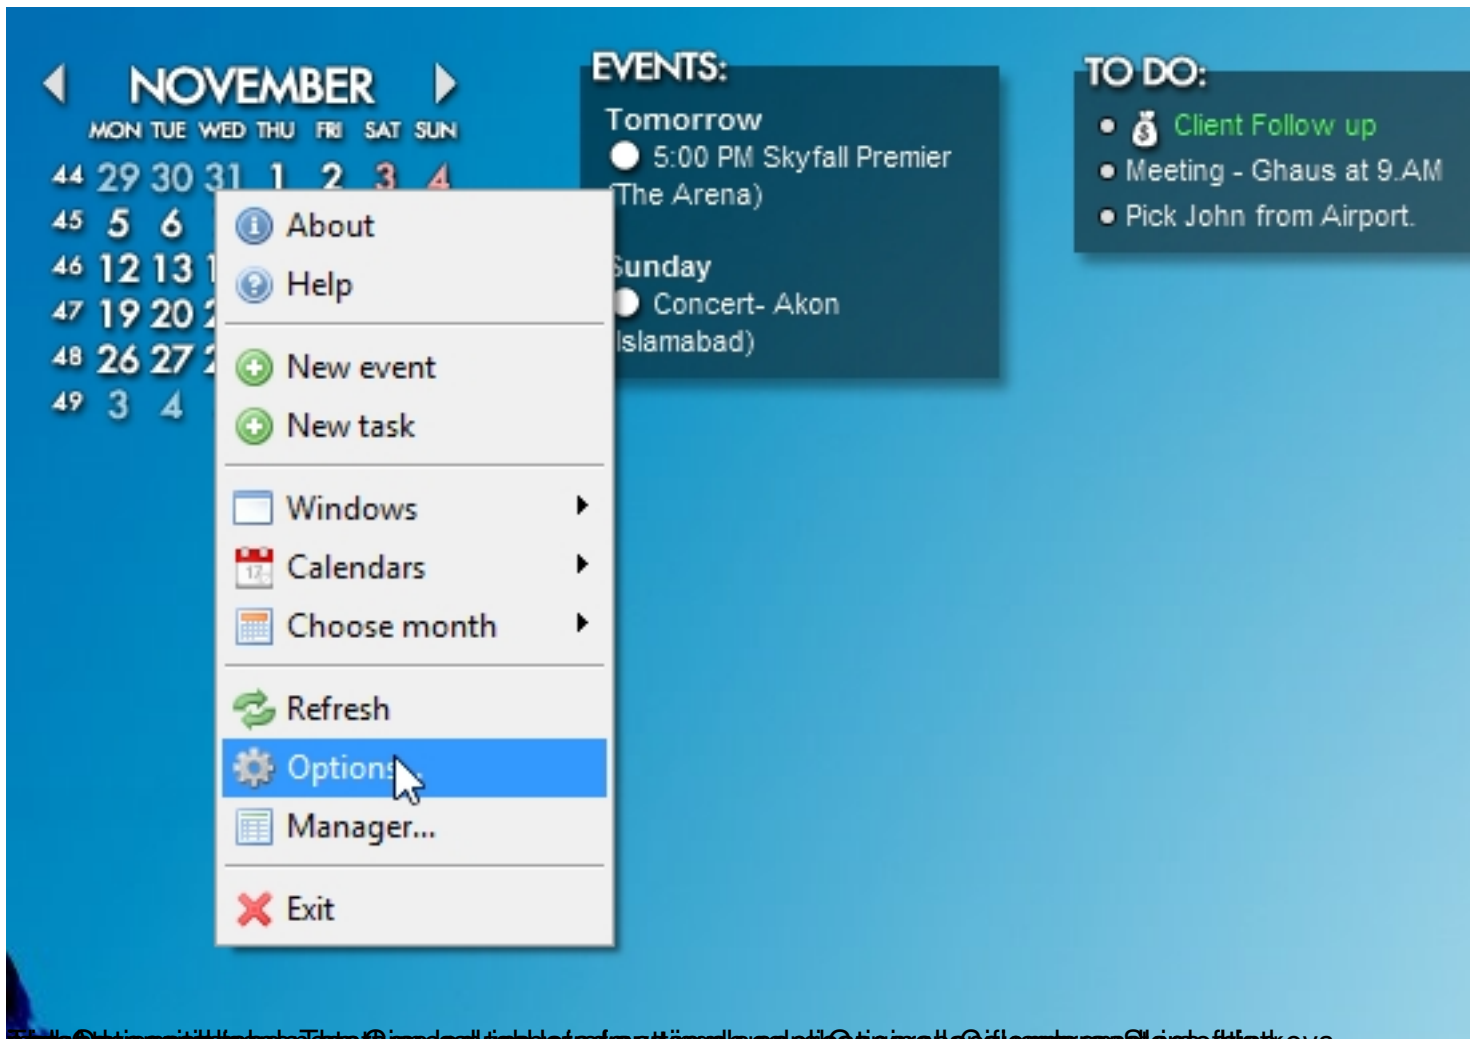 NOVEMBER
MON TUE WED THU FRI SAT SUN
44 29 30 31 1 2 3 4
45 5 6
46 12 13
47 19 20
48 26 27
49 3 4
About
Help
New event
New task
Windows
Calendars
17
Choose month
Refresh
Options...
Manager...
Exit
EVENTS:
Tomorrow
5:00 PM Skyfall Premier
(The Arena)
Sunday
Concert- Akon
Islamabad)
TO DO:
Client Follow up
Meeting - Ghaus at 9.AM
Pick John from Airport.